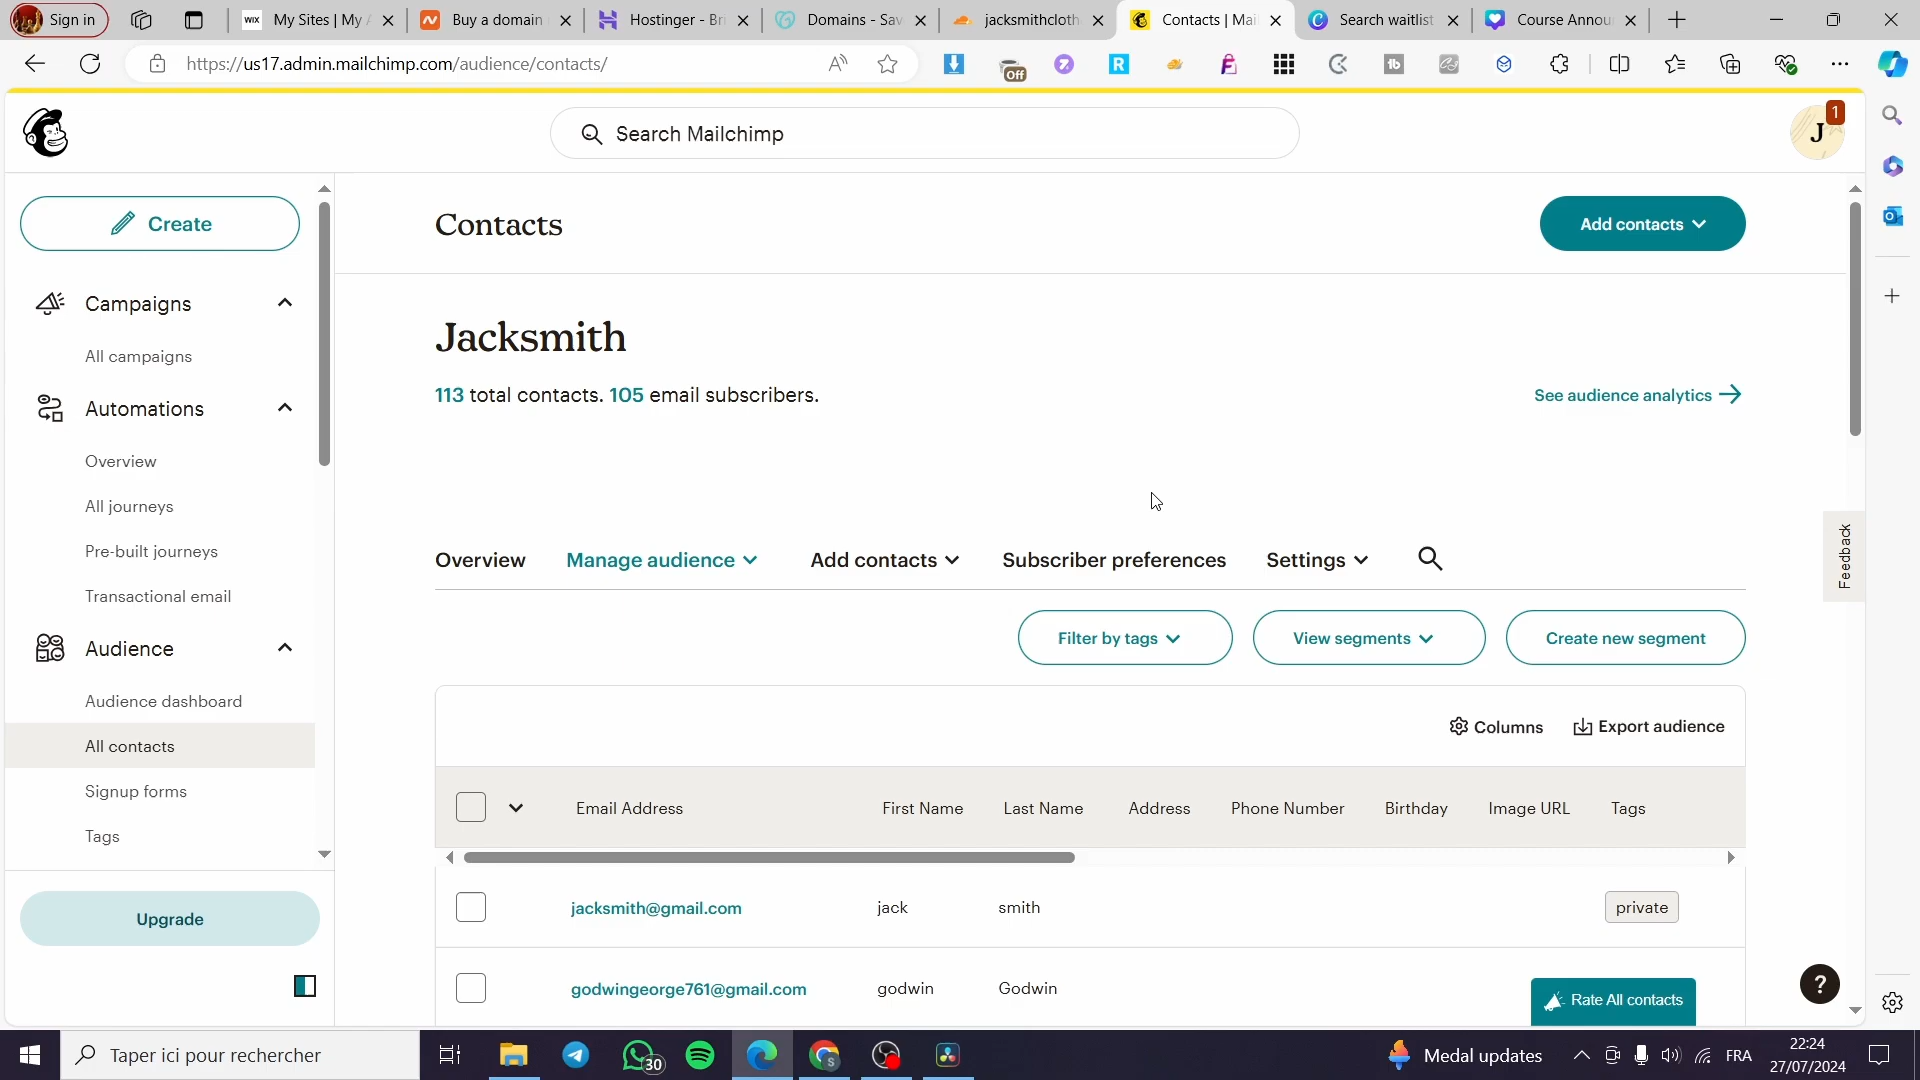 Sign in
WIX My Sites | My A
Buy a domain
Hostinger - Bri
Domains - Sav
jacksmithcloth
Contacts | Mai
Search waitlist
Course Annou
https://us17.admin.mailchimp.com/audience/contacts/
Off
R
tb
Search Mailchimp
J
1
Create
Campaigns
All campaigns
Automations
Overview
All journeys
Pre-built journeys
Transactional email
Audience
Audience dashboard
All contacts
Signup forms
Tags
Upgrade
Contacts
Add contacts
Jacksmith
113 total contacts. 105 email subscribers.
See audience analytics
Overview Manage audience Add contacts Subscriber preferences Settings
Filter by tags View segments Create new segment
Columns Export audience
Email Address First Name Last Name Address Phone Number Birthday Image URL Tags
jacksmith@gmail.com jack smith private
godwingeorge761@gmail.com godwin Godwin
Rate All contacts
?
Feedback
Taper ici pour rechercher
30
S
Medal updates
FRA
22:24
27/07/2024